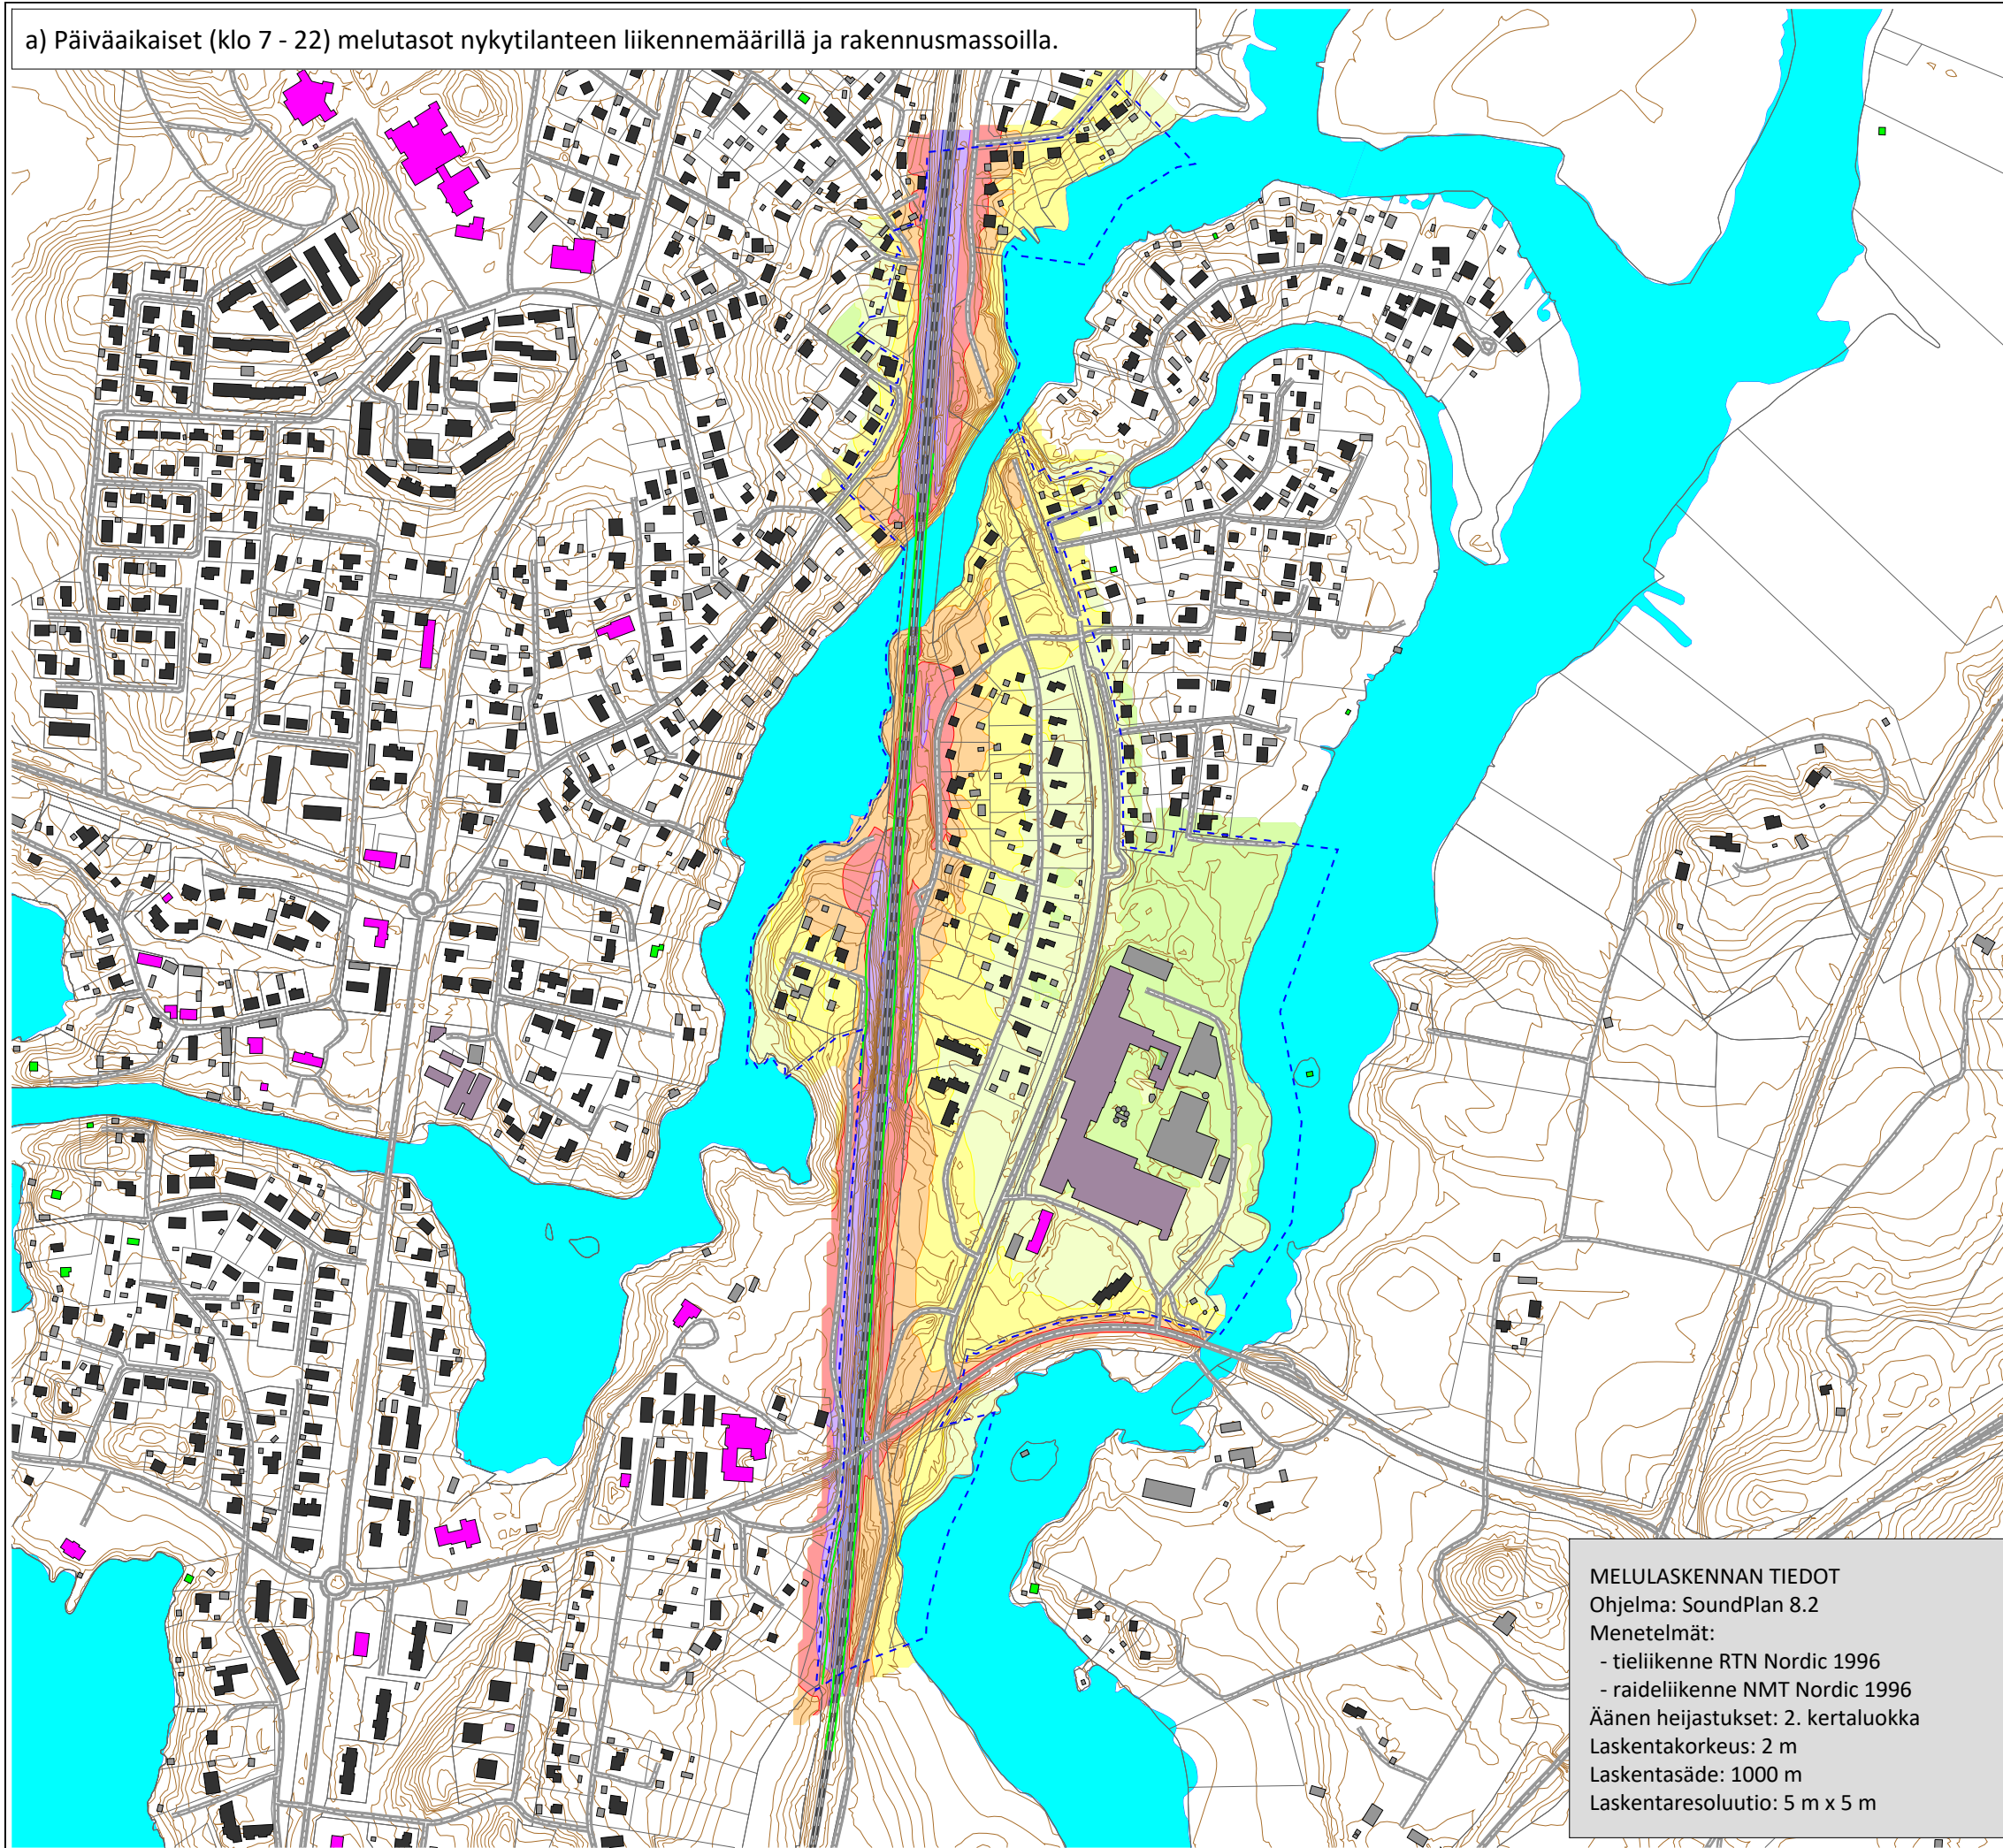 a) Päiväaikaiset (klo 7 - 22) melutasot nykytilanteen liikennemäärillä ja rakennusmassoilla.
MELULASKENNAN TIEDOT
Ohjelma: SoundPlan 8.2
Menetelmät:
- tieliikenne RTN Nordic 1996
- raideliikenne NMT Nordic 1996
Äänen heijastukset: 2. kertaluokka
Laskentakorkeus: 2 m
Laskentasäde: 1000 m
Laskentaresoluutio: 5 m x 5 m